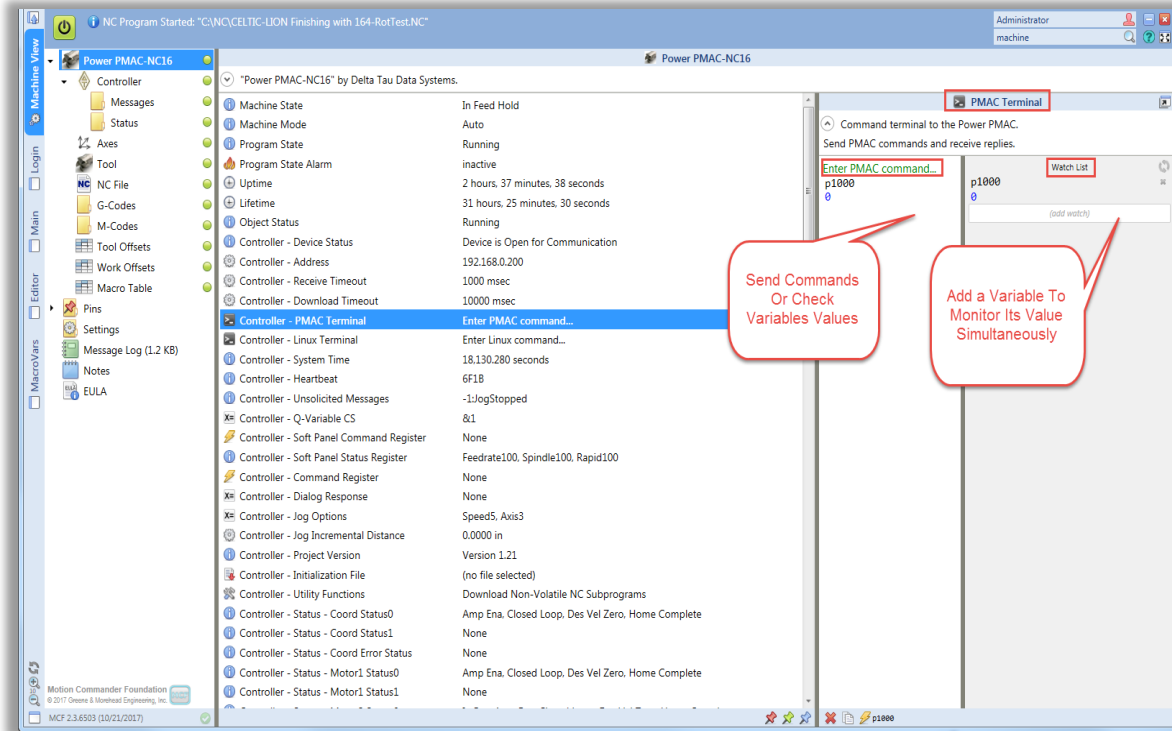 NC Program Started: "C:\NC\CELTIC-LION Finishing with 164-RotTest.NC"
Administrator
machine
Machine View
Login
Main
Editor
MacroVars
Power PMAC-NC16
Controller
Messages
Status
Axes
Tool
NC File
G-Codes
M-Codes
Tool Offsets
Work Offsets
Macro Table
Pins
Settings
Message Log (1.2 KB)
Notes
EULA
Motion Commander Foundation
© 2017 Greene & Morehead Engineering, Inc.
MCF 2.3.6503 (10/21/2017)
Power PMAC-NC16
"Power PMAC-NC16" by Delta Tau Data Systems.
Machine State In Feed Hold
Machine Mode Auto
Program State Running
Program State Alarm inactive
Uptime 2 hours, 37 minutes, 38 seconds
Lifetime 31 hours, 25 minutes, 30 seconds
Object Status Running
Controller - Device Status Device is Open for Communication
Controller - Address 192.168.0.200
Controller - Receive Timeout 1000 msec
Controller - Download Timeout 10000 msec
Controller - PMAC Terminal Enter PMAC command...
Controller - Linux Terminal Enter Linux command...
Controller - System Time 18,130.280 seconds
Controller - Heartbeat 6F1B
Controller - Unsolicited Messages -1:JogStopped
X= Controller - Q-Variable CS &1
Controller - Soft Panel Command Register None
Controller - Soft Panel Status Register Feedrate100, Spindle100, Rapid100
Controller - Command Register None
X= Controller - Dialog Response None
X= Controller - Jog Options Speed5, Axis3
Controller - Jog Incremental Distance 0.0000 in
Controller - Project Version Version 1.21
Controller - Initialization File (no file selected)
Controller - Utility Functions Download Non-Volatile NC Subprograms
Controller - Status - Coord Status0 Amp Ena, Closed Loop, Des Vel Zero, Home Complete
Controller - Status - Coord Status1 None
Controller - Status - Coord Error Status None
Controller - Status - Motor1 Status0 Amp Ena, Closed Loop, Des Vel Zero, Home Complete
Controller - Status - Motor1 Status1 None
PMAC Terminal
Command terminal to the Power PMAC.
Send PMAC commands and receive replies.
Enter PMAC command...
p1000
0
Watch List
p1000
0
(add watch)
Send Commands
Or Check
Variables Values
Add a Variable To
Monitor Its Value
Simultaneously
p1000